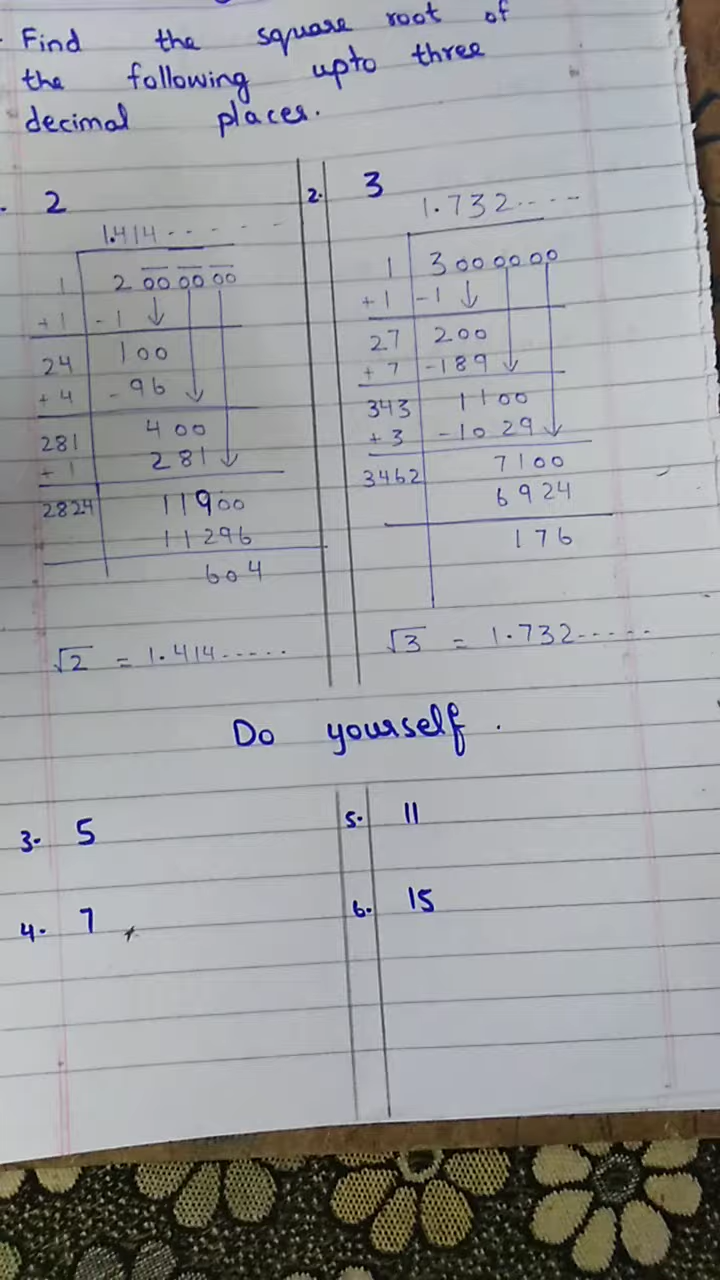 Find the square root of
the following upto three
decimal places.
. 2
1.414 - - - - -
1 2 00 00 00
+1 -1
24 100
+4 -96
281 400
+1 281
2824 11900
11296
604
√2 = 1.414.....
2. 3
1.732....--
1 3 00 00 00
+1 -1
27 200
+7 -189
343 1100
+3 -1029
3462 7100
6924
176
√3 = 1.732-----..
Do yourself.
3. 5
4. 7
5. 11
6. 15